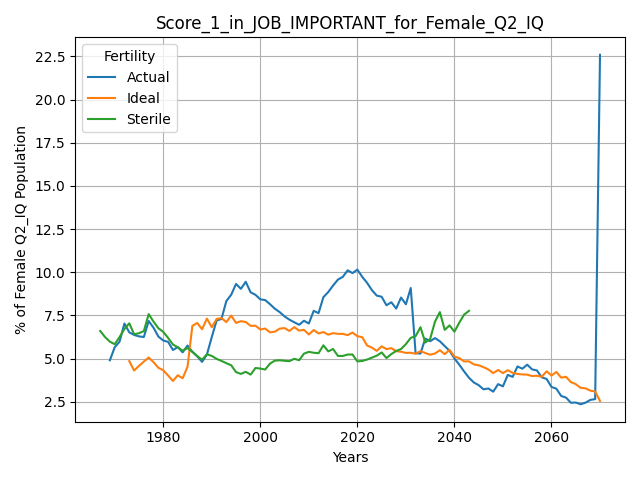 Score_1_in_JOB_IMPORTANT_for_Female_Q2_IQ
Fertility
Actual
Ideal
Sterile
% of Female Q2_IQ Population
22.5
20.0
17.5
15.0
12.5
10.0
7.5
5.0
2.5
1980 2000 2020 2040 2060
Years